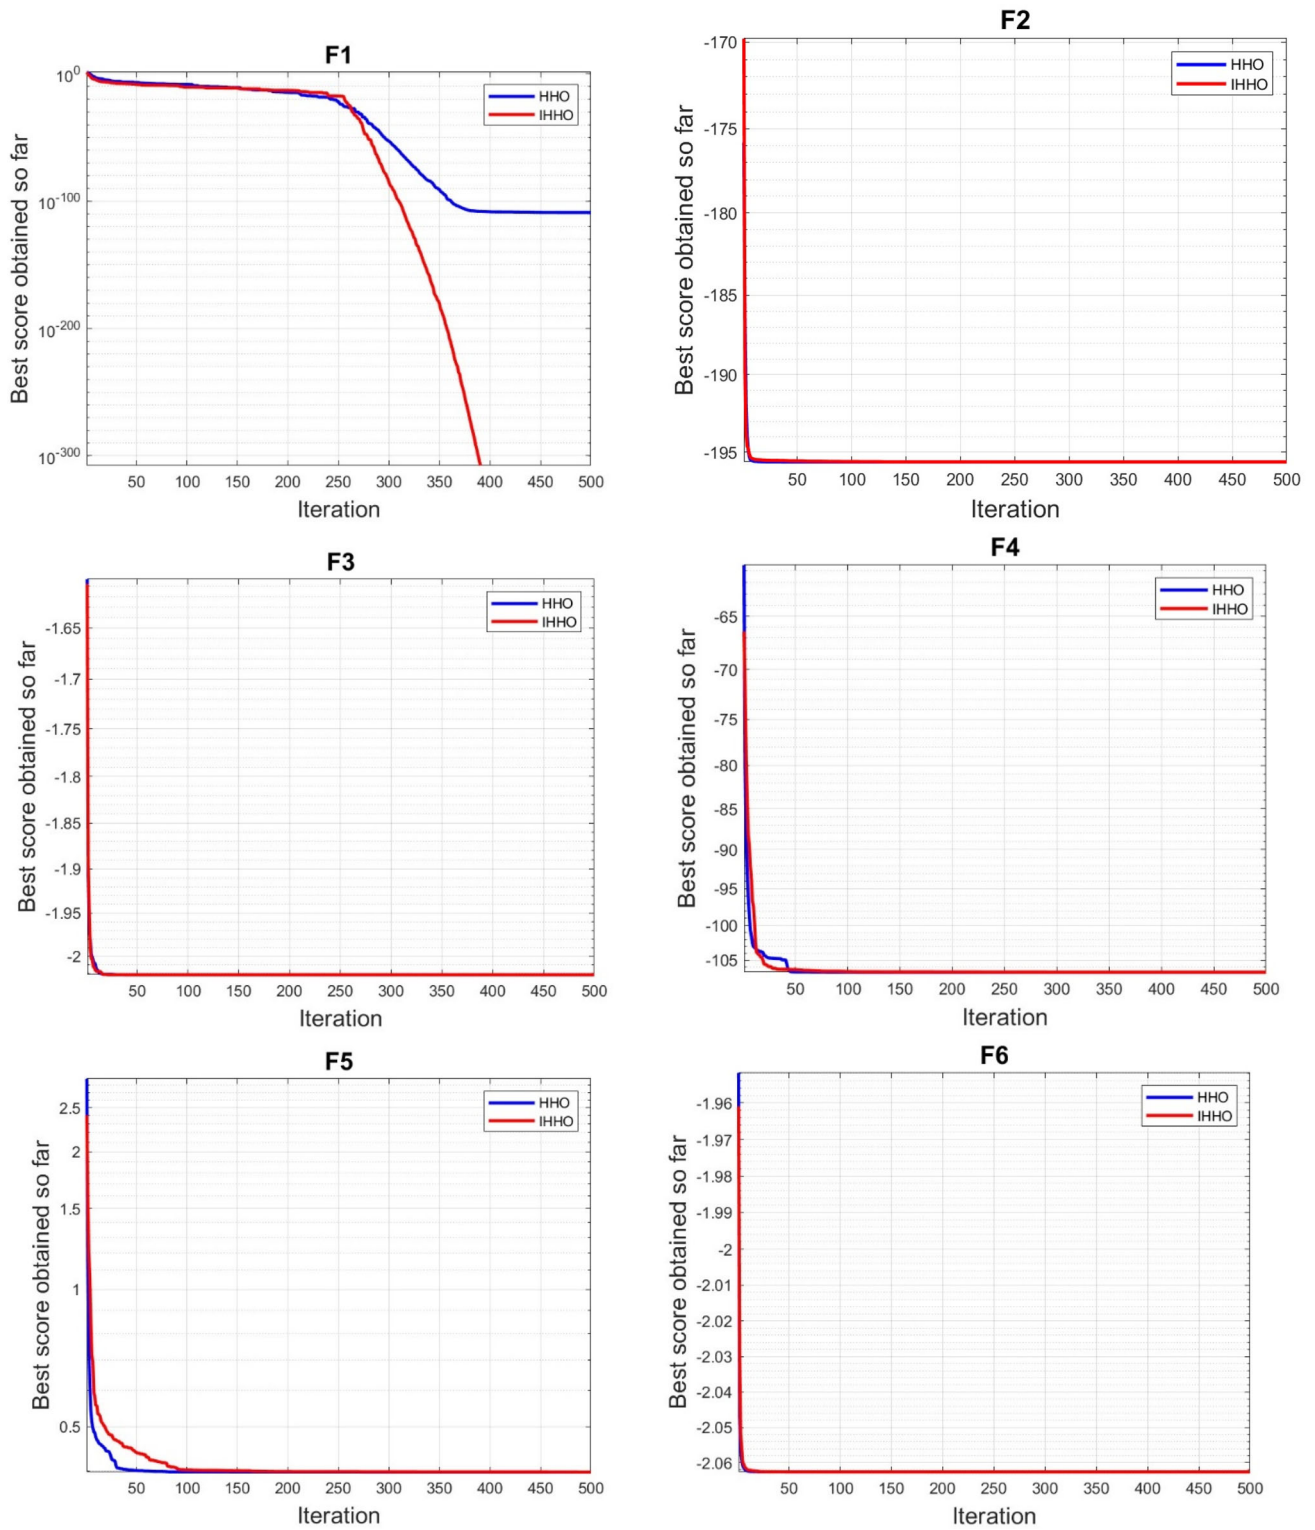 F1
HHO
IHHO
10^0
10^-100
10^-200
10^-300
Best score obtained so far
50 100 150 200 250 300 350 400 450 500
Iteration
F2
HHO
IHHO
-170
-175
-180
-185
-190
-195
Best score obtained so far
50 100 150 200 250 300 350 400 450 500
Iteration
F3
HHO
IHHO
-1.65
-1.7
-1.75
-1.8
-1.85
-1.9
-1.95
-2
Best score obtained so far
50 100 150 200 250 300 350 400 450 500
Iteration
F4
HHO
IHHO
-65
-70
-75
-80
-85
-90
-95
-100
-105
Best score obtained so far
50 100 150 200 250 300 350 400 450 500
Iteration
F5
HHO
IHHO
2.5
2
1.5
1
0.5
Best score obtained so far
50 100 150 200 250 300 350 400 450 500
Iteration
F6
HHO
IHHO
-1.96
-1.97
-1.98
-1.99
-2
-2.01
-2.02
-2.03
-2.04
-2.05
-2.06
Best score obtained so far
50 100 150 200 250 300 350 400 450 500
Iteration